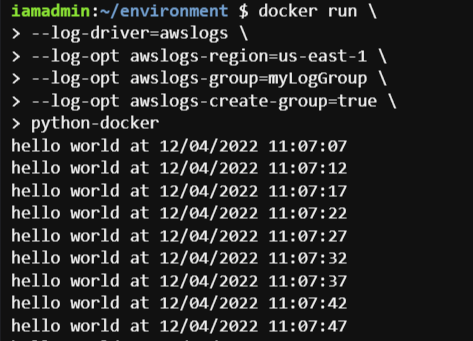 iamadmin:~/environment $ docker run \
> --log-driver=awslogs \
> --log-opt awslogs-region=us-east-1 \
> --log-opt awslogs-group=myLogGroup \
> --log-opt awslogs-create-group=true \
> python-docker
hello world at 12/04/2022 11:07:07
hello world at 12/04/2022 11:07:12
hello world at 12/04/2022 11:07:17
hello world at 12/04/2022 11:07:22
hello world at 12/04/2022 11:07:27
hello world at 12/04/2022 11:07:32
hello world at 12/04/2022 11:07:37
hello world at 12/04/2022 11:07:42
hello world at 12/04/2022 11:07:47